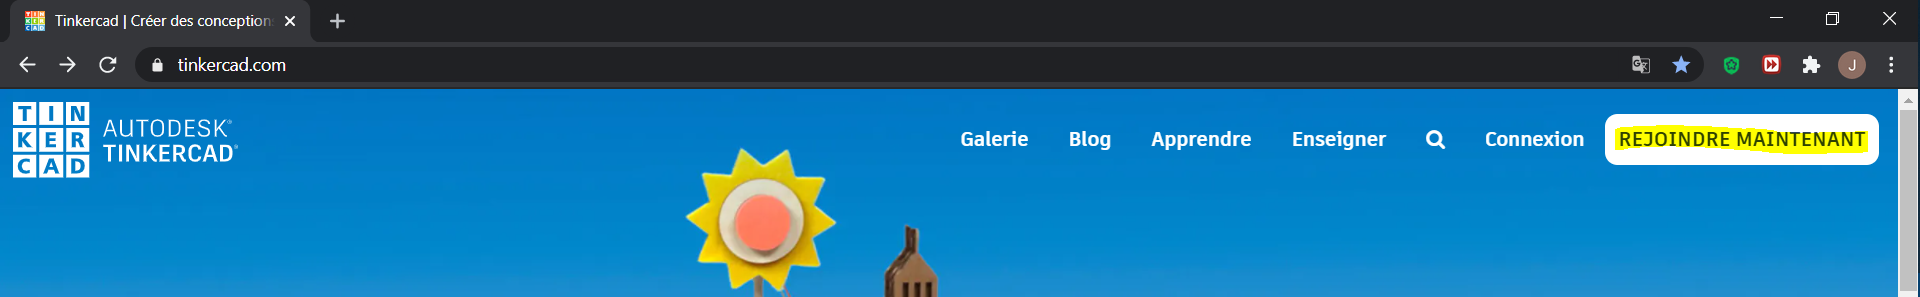 Tinkercad | Créer des conception
tinkercad.com
J
TIN
KER
CAD
AUTODESK®
TINKERCAD®
Galerie Blog Apprendre Enseigner Connexion REJOINDRE MAINTENANT